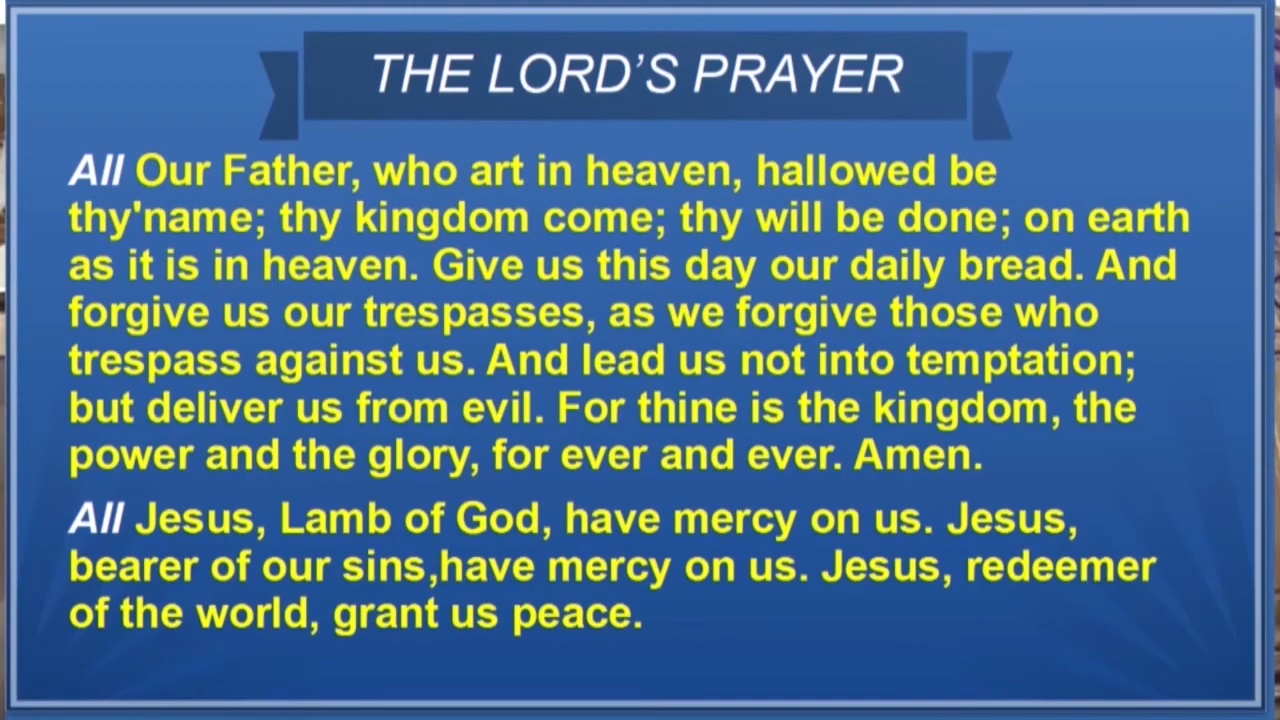 THE LORD’S PRAYER
All Our Father, who art in heaven, hallowed be
thy'name; thy kingdom come; thy will be done; on earth
as it is in heaven. Give us this day our daily bread. And
forgive us our trespasses, as we forgive those who
trespass against us. And lead us not into temptation;
but deliver us from evil. For thine is the kingdom, the
power and the glory, for ever and ever. Amen.
All Jesus, Lamb of God, have mercy on us. Jesus,
bearer of our sins,have mercy on us. Jesus, redeemer
of the world, grant us peace.